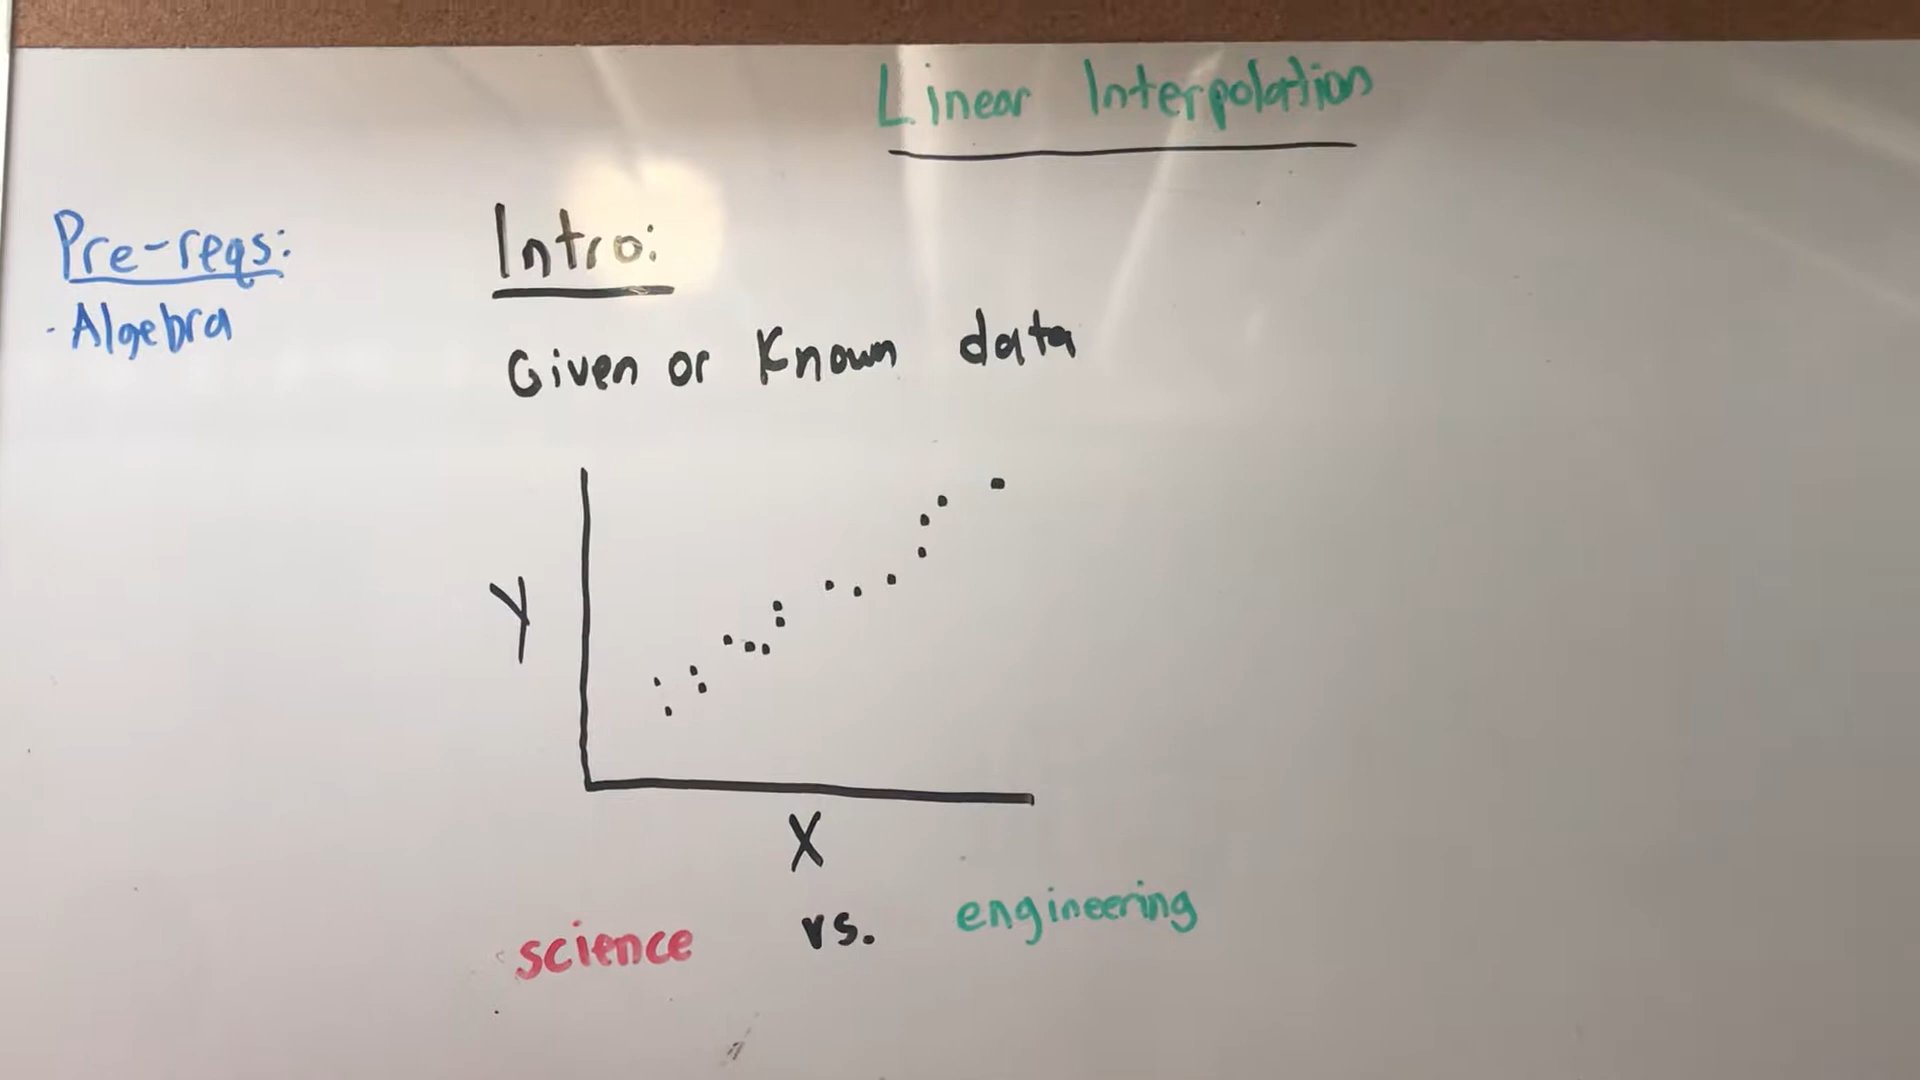 Linear Interpolation
Pre-reqs:
· Algebra
Intro:
Given or Known data
Y
X
science vs. engineering